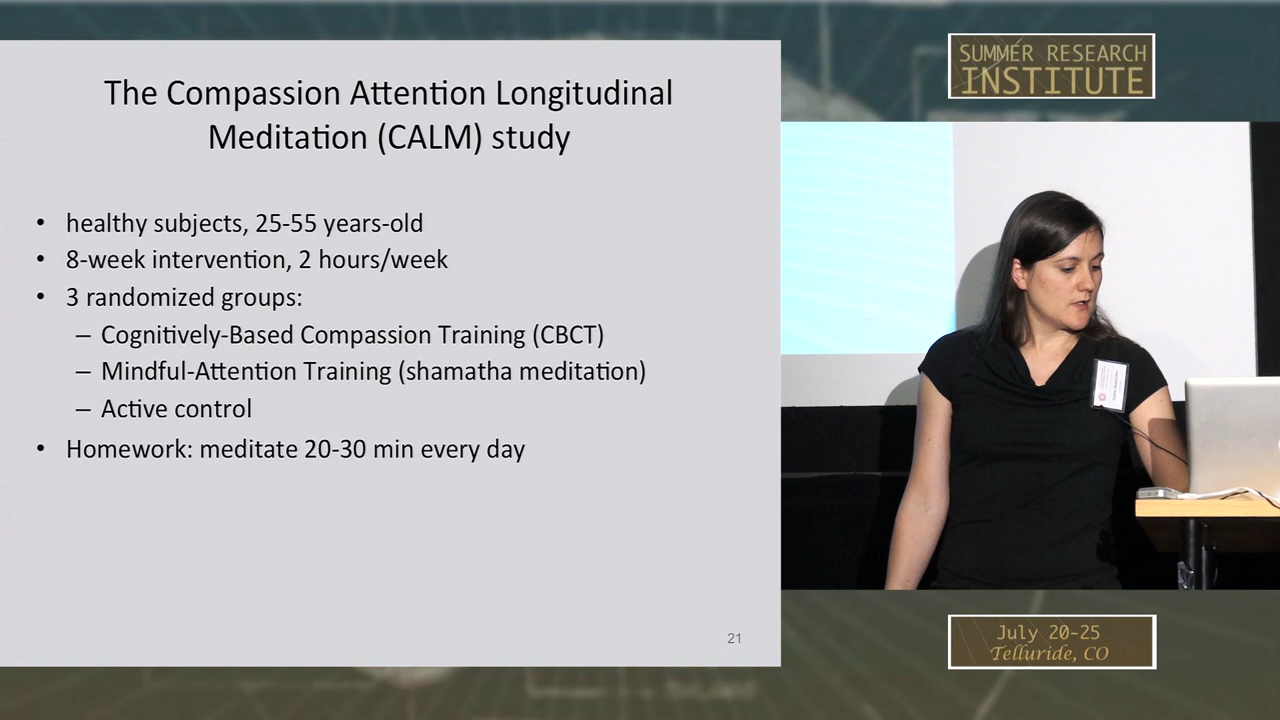 The Compassion Attention Longitudinal
Meditation (CALM) study
• healthy subjects, 25-55 years-old
• 8-week intervention, 2 hours/week
• 3 randomized groups:
– Cognitively-Based Compassion Training (CBCT)
– Mindful-Attention Training (shamatha meditation)
– Active control
• Homework: meditate 20-30 min every day
21
SUMMER RESEARCH
INSTITUTE
July 20-25
Telluride, CO